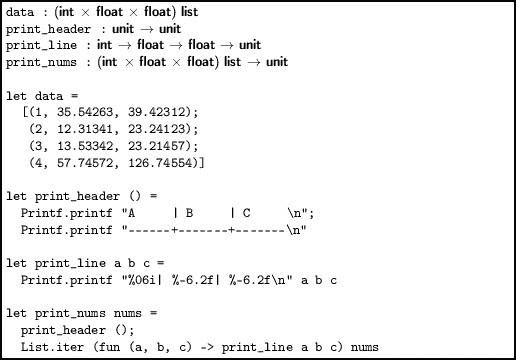 data : (int × float × float) list
print_header : unit → unit
print_line : int → float → float → unit
print_nums : (int × float × float) list → unit

let data =
  [(1, 35.54263, 39.42312);
   (2, 12.31341, 23.24123);
   (3, 13.53342, 23.21457);
   (4, 57.74572, 126.74554)]

let print_header () =
  Printf.printf "A     | B     | C     \n";
  Printf.printf "------+-------+-------\n"

let print_line a b c =
  Printf.printf "%06i| %-6.2f| %-6.2f\n" a b c

let print_nums nums =
  print_header ();
  List.iter (fun (a, b, c) -> print_line a b c) nums